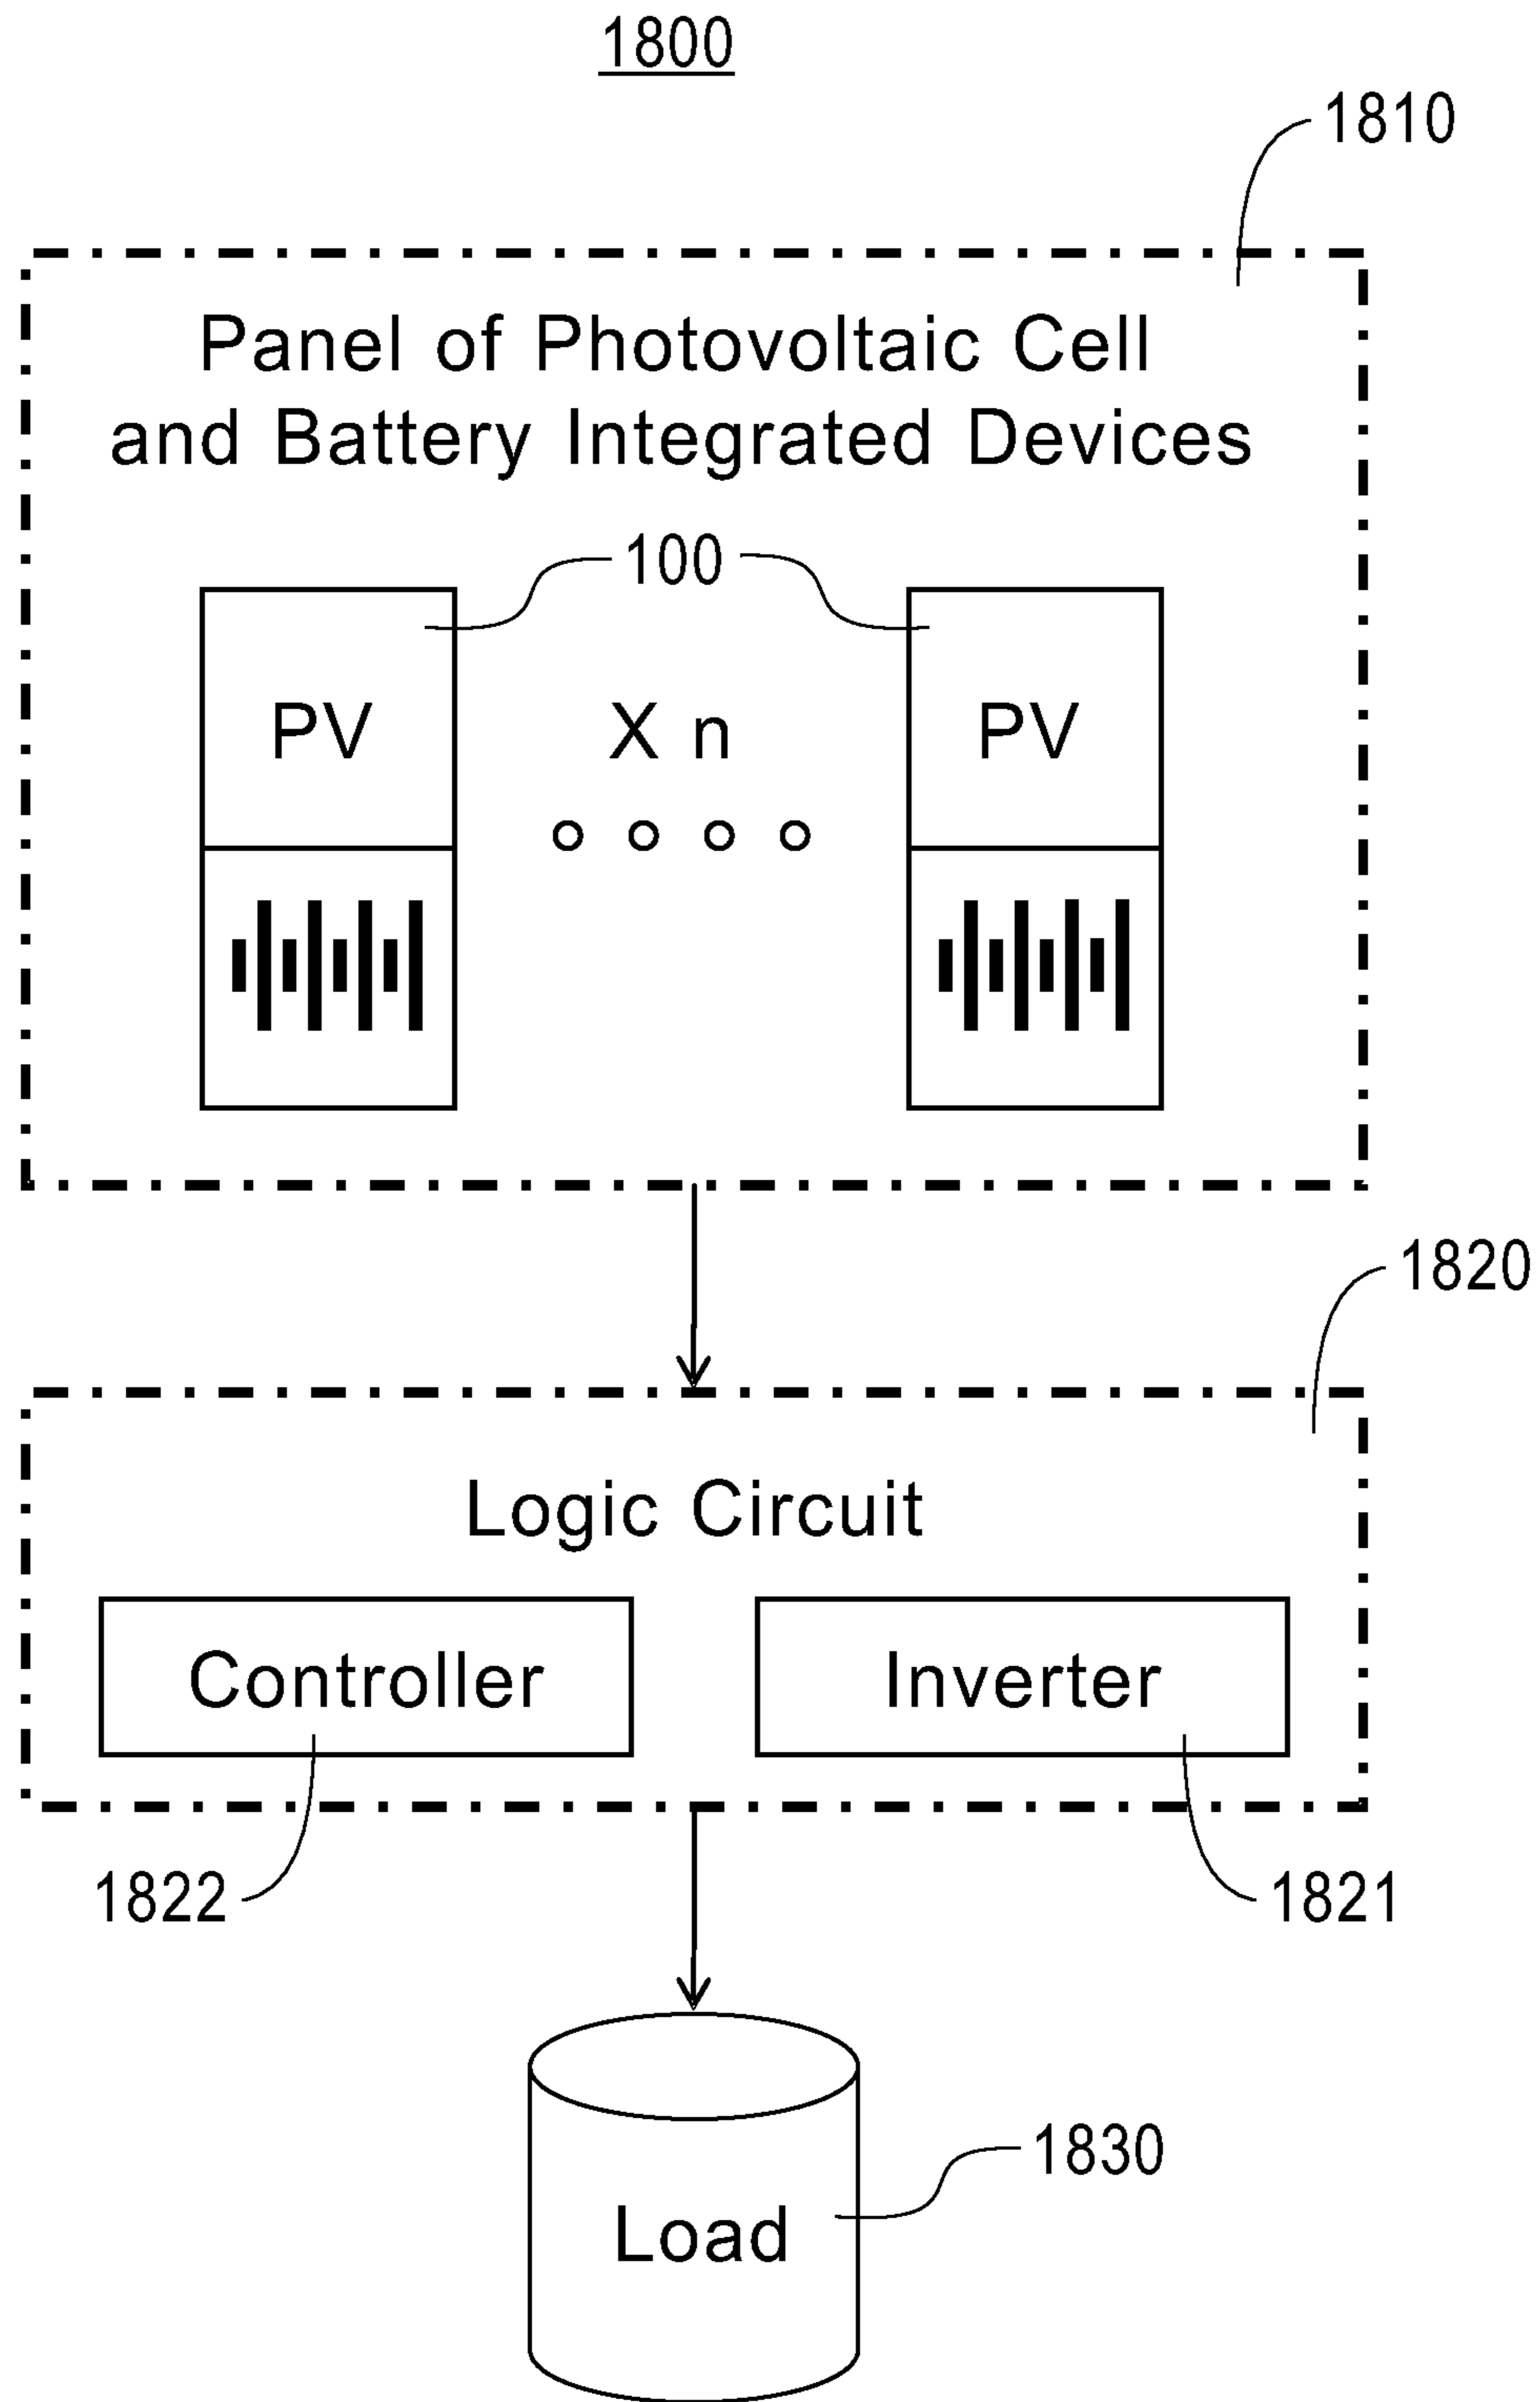 1800
1810
Panel of Photovoltaic Cell
and Battery Integrated Devices
100
PV
X n
PV
1820
Logic Circuit
Controller
Inverter
1822
1821
1830
Load